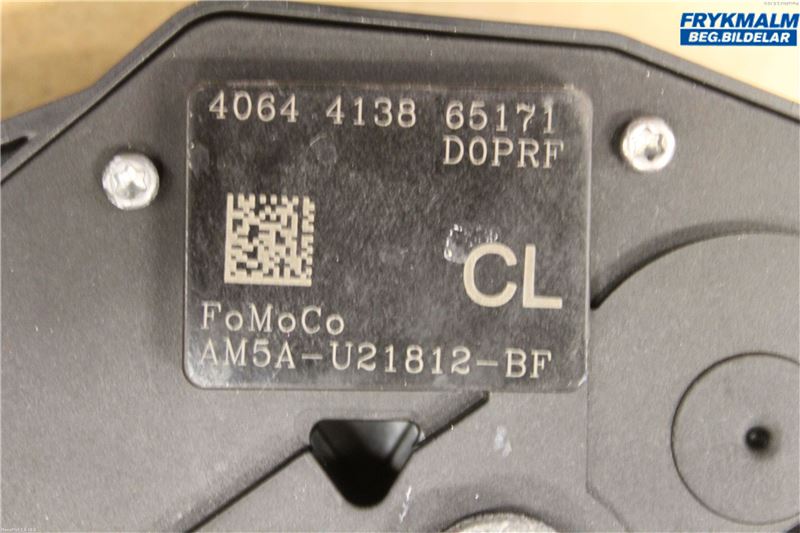 FRYKMALM
BEG.BILDELAR
4064 4138 65171
D0PRF
CL
FoMoCo
AM5A-U21812-BF